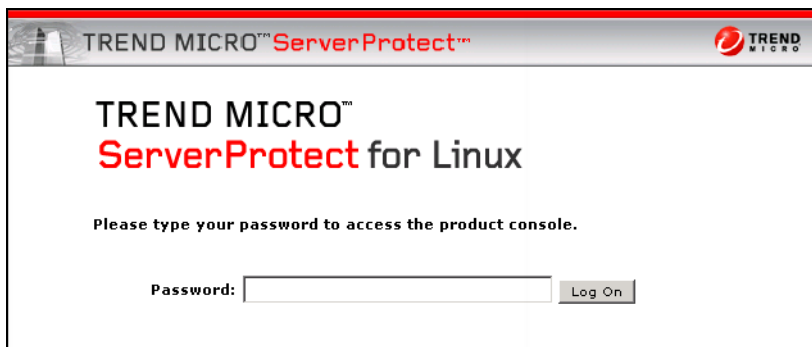 TREND MICRO™ ServerProtect™
TREND MICRO
TREND MICRO™
ServerProtect for Linux
Please type your password to access the product console.
Password:
Log On